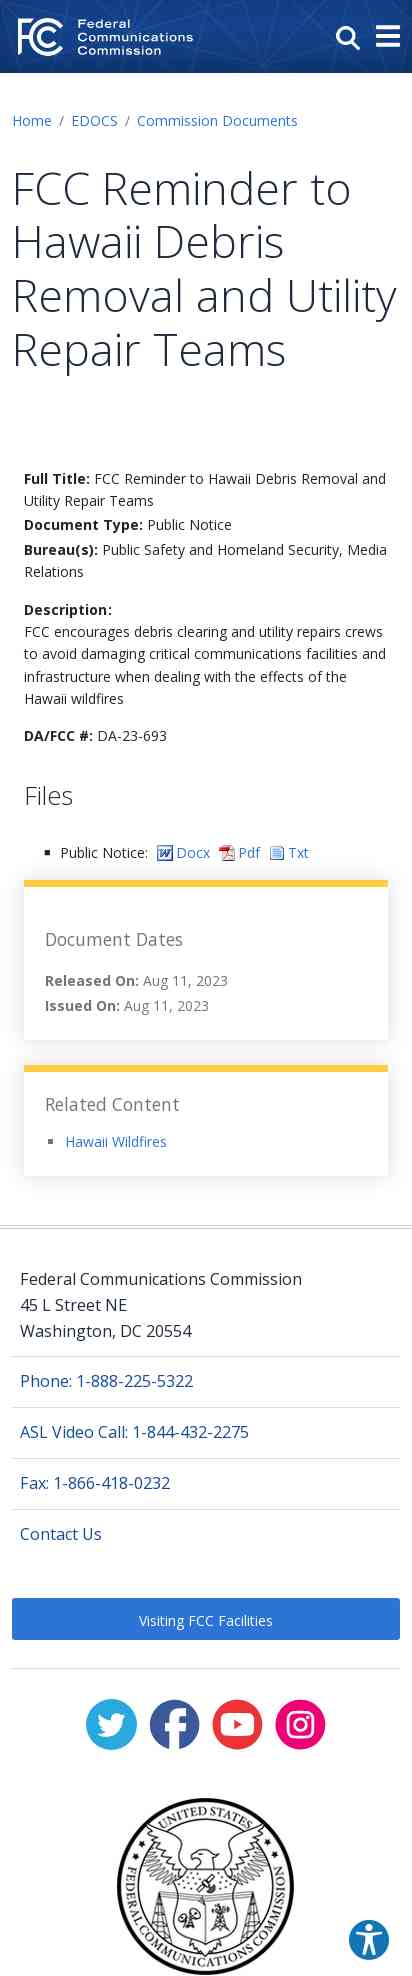 Federal
Communications
Commission
Home / EDOCS / Commission Documents
FCC Reminder to
Hawaii Debris
Removal and Utility
Repair Teams
Full Title: FCC Reminder to Hawaii Debris Removal and
Utility Repair Teams
Document Type: Public Notice
Bureau(s): Public Safety and Homeland Security, Media
Relations
Description:
FCC encourages debris clearing and utility repairs crews
to avoid damaging critical communications facilities and
infrastructure when dealing with the effects of the
Hawaii wildfires
DA/FCC #: DA-23-693
Files
Public Notice: Docx Pdf Txt
Document Dates
Released On: Aug 11, 2023
Issued On: Aug 11, 2023
Related Content
Hawaii Wildfires
Federal Communications Commission
45 L Street NE
Washington, DC 20554
Phone: 1-888-225-5322
ASL Video Call: 1-844-432-2275
Fax: 1-866-418-0232
Contact Us
Visiting FCC Facilities
UNITED STATES
FEDERAL COMMUNICATIONS COMMISSION